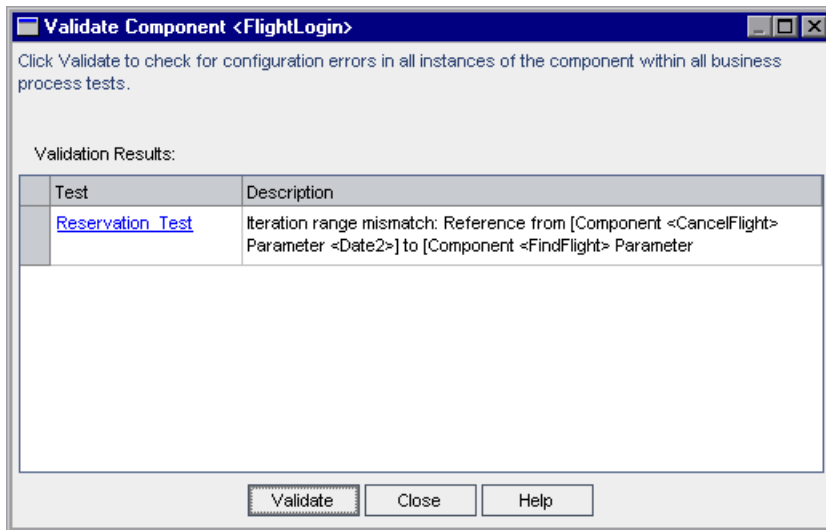 Validate Component <FlightLogin>
Click Validate to check for configuration errors in all instances of the component within all business
process tests.
Validation Results:
Test Description
Reservation_Test Iteration range mismatch: Reference from [Component <CancelFlight>
Parameter <Date2>] to [Component <FindFlight> Parameter
Validate Close Help